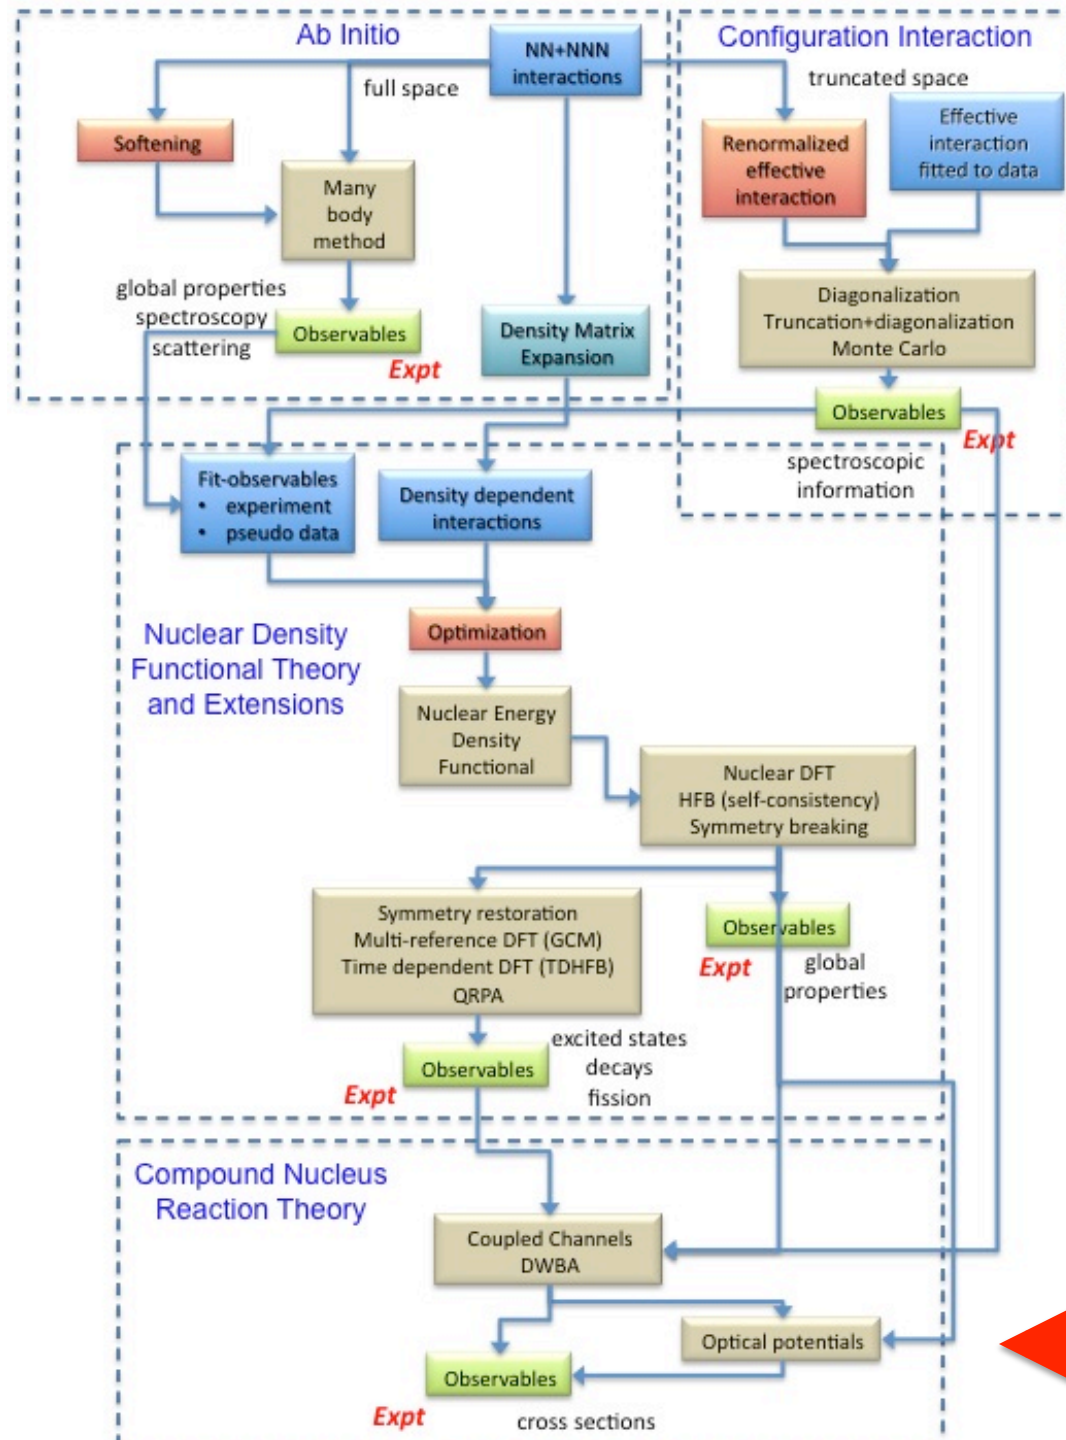 Ab Initio
NN+NNN
interactions
full space
Softening
Many
body
method
global properties
spectroscopy
scattering
Observables
Expt
Density Matrix
Expansion
Configuration Interaction
truncated space
Renormalized
effective
interaction
Effective
interaction
fitted to data
Diagonalization
Truncation+diagonalization
Monte Carlo
Observables
Expt
spectroscopic
information
Fit-observables
• experiment
• pseudo data
Density dependent
interactions
Optimization
Nuclear Density
Functional Theory
and Extensions
Nuclear Energy
Density
Functional
Nuclear DFT
HFB (self-consistency)
Symmetry breaking
Symmetry restoration
Multi-reference DFT (GCM)
Time dependent DFT (TDHFB)
QRPA
Observables
Expt
global
properties
Observables
Expt
excited states
decays
fission
Compound Nucleus
Reaction Theory
Coupled Channels
DWBA
Optical potentials
Observables
Expt
cross sections